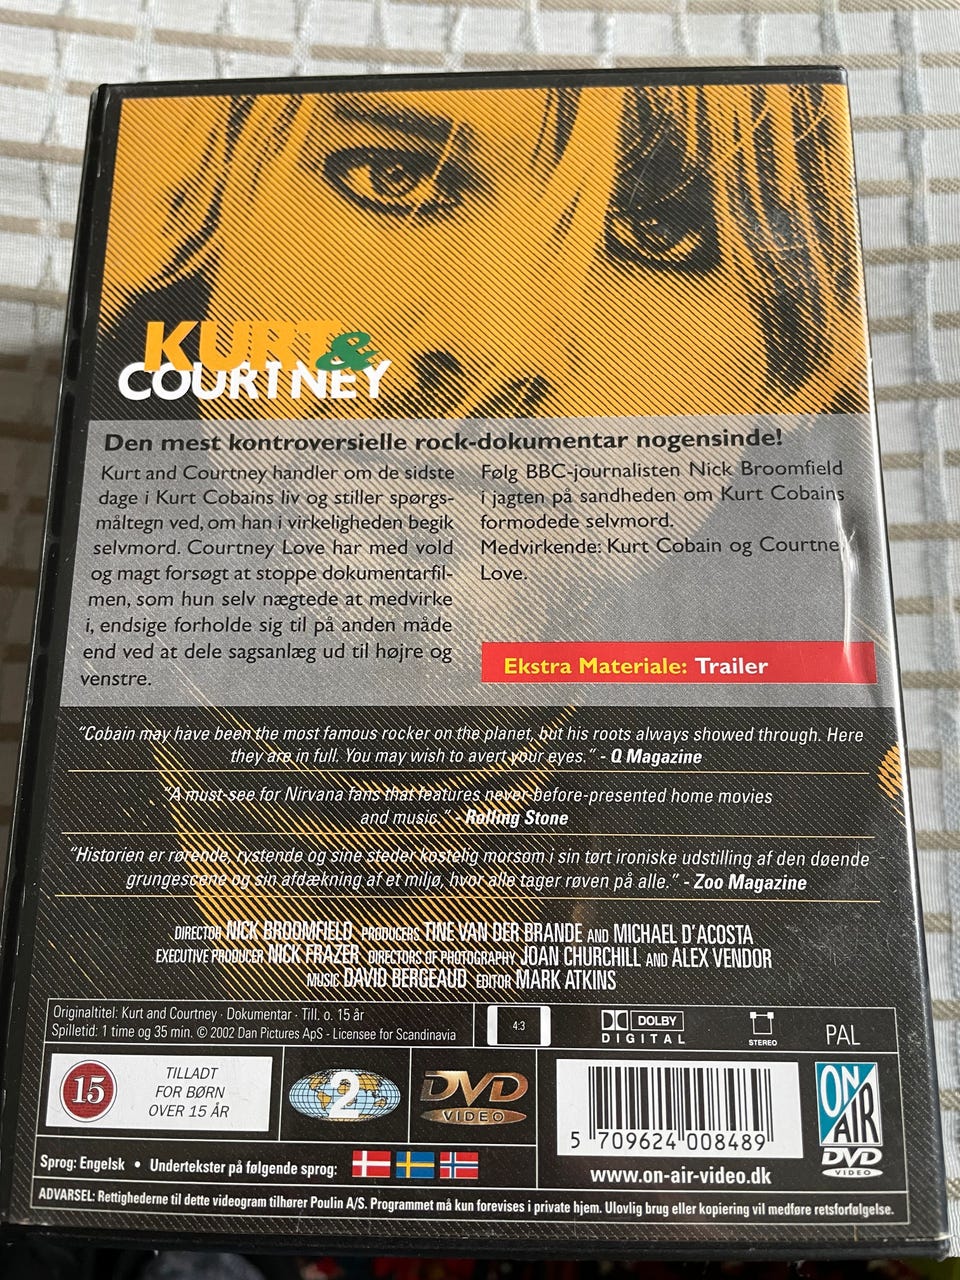 KURT &
COURTNEY
Den mest kontroversielle rock-dokumentar nogensinde!
Kurt and Courtney handler om de sidste
dage i Kurt Cobains liv og stiller spørgs-
måltegn ved, om han i virkeligheden begik
selvmord. Courtney Love har med vold
og magt forsøgt at stoppe dokumentarfil-
men, som hun selv nægtede at medvirke
i, endsige forholde sig til på anden måde
end ved at dele sagsanlæg ud til højre og
venstre.
Følg BBC-journalisten Nick Broomfield
i jagten på sandheden om Kurt Cobains
formodede selvmord.
Medvirkende: Kurt Cobain og Courtney
Love.
Ekstra Materiale: Trailer
"Cobain may have been the most famous rocker on the planet, but his roots always showed through. Here
they are in full. You may wish to avert your eyes." - Q Magazine
"A must-see for Nirvana fans that features never-before-presented home movies
and music." - Rolling Stone
"Historien er rørende, rystende og sine steder kostelig morsom i sin tørt ironiske udstilling af den døende
grungescene og sin afdækning af et miljø, hvor alle tager røven på alle." - Zoo Magazine
DIRECTOR NICK BROOMFIELD PRODUCERS TINE VAN DER BRANDE AND MICHAEL D'ACOSTA
EXECUTIVE PRODUCER NICK FRAZER DIRECTORS OF PHOTOGRAPHY JOAN CHURCHILL AND ALEX VENDOR
MUSIC DAVID BERGEAUD EDITOR MARK ATKINS
Originaltitel: Kurt and Courtney · Dokumentar · Till. o. 15 år
Spilletid: 1 time og 35 min. © 2002 Dan Pictures ApS - Licensee for Scandinavia
4:3
DOLBY
DIGITAL
STEREO
PAL
15
TILLADT
FOR BØRN
OVER 15 ÅR
2
DVD
VIDEO
5 709624 008489
www.on-air-video.dk
ON
AIR
DVD
VIDEO
Sprog: Engelsk • Undertekster på følgende sprog:
ADVARSEL: Rettighederne til dette videogram tilhører Poulin A/S. Programmet må kun forevises i private hjem. Ulovlig brug eller kopiering vil medføre retsforfølgelse.